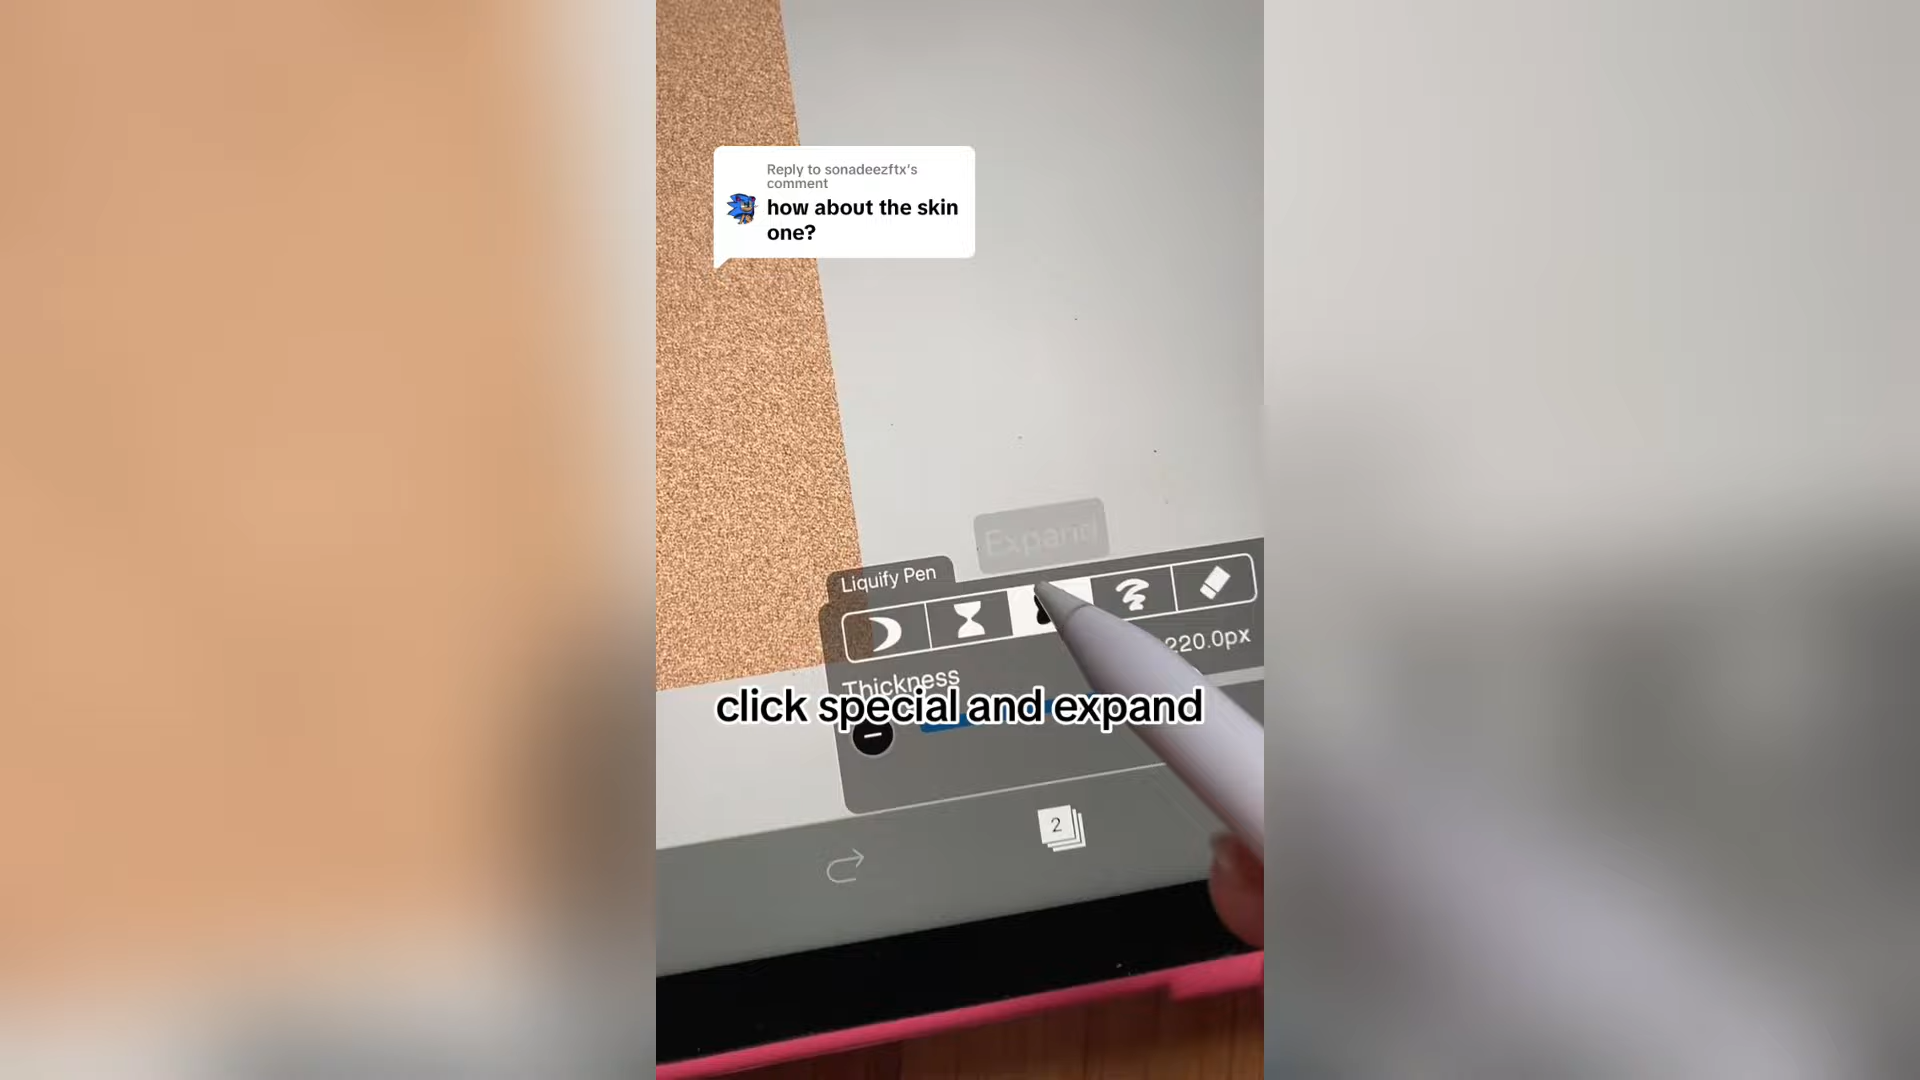 Reply to sonadeezftx's
comment
how about the skin
one?
Expand
Liquify Pen
220.0px
Thickness
click special and expand
2